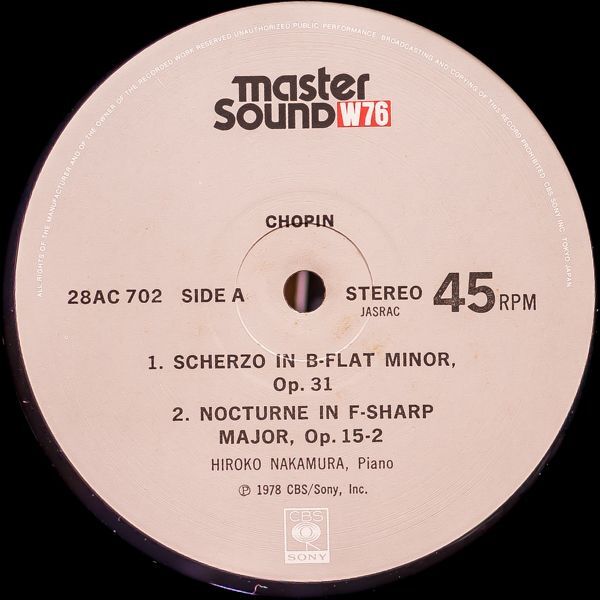 ALL RIGHTS OF THE MANUFACTURER AND OF THE OWNER OF THE RECORDED WORK RESERVED UNAUTHORIZED PUBLIC PERFORMANCE, BROADCASTING AND COPYING OF THIS RECORD PROHIBITED CBS SONY INC. TOKYO JAPAN
master
SOUND W76
CHOPIN
28AC 702 SIDE A STEREO 45 RPM
JASRAC
1. SCHERZO IN B-FLAT MINOR,
Op. 31
2. NOCTURNE IN F-SHARP
MAJOR, Op. 15-2
HIROKO NAKAMURA, Piano
℗ 1978 CBS/Sony, Inc.
CBS
SONY